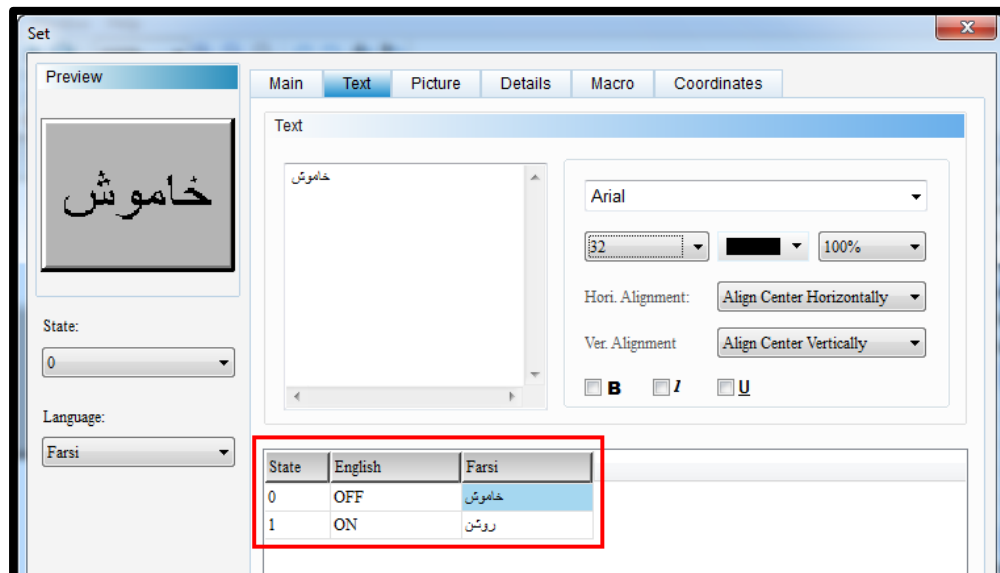 Set
Preview
خاموش
State:
0
Language:
Farsi
Main Text Picture Details Macro Coordinates
Text
خاموش
Arial
32 100%
Hori. Alignment: Align Center Horizontally
Ver. Alignment Align Center Vertically
B I U
State English Farsi
0 OFF خاموش
1 ON روشن